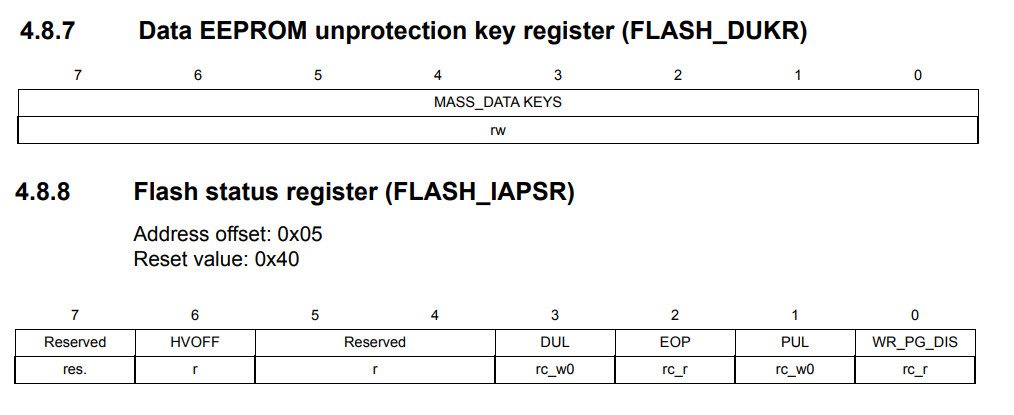 4.8.7 Data EEPROM unprotection key register (FLASH_DUKR)
7 6 5 4 3 2 1 0
MASS_DATA KEYS
rw
4.8.8 Flash status register (FLASH_IAPSR)
Address offset: 0x05
Reset value: 0x40
7 6 5 4 3 2 1 0
Reserved HVOFF Reserved DUL EOP PUL WR_PG_DIS
res. r r rc_w0 rc_r rc_w0 rc_r